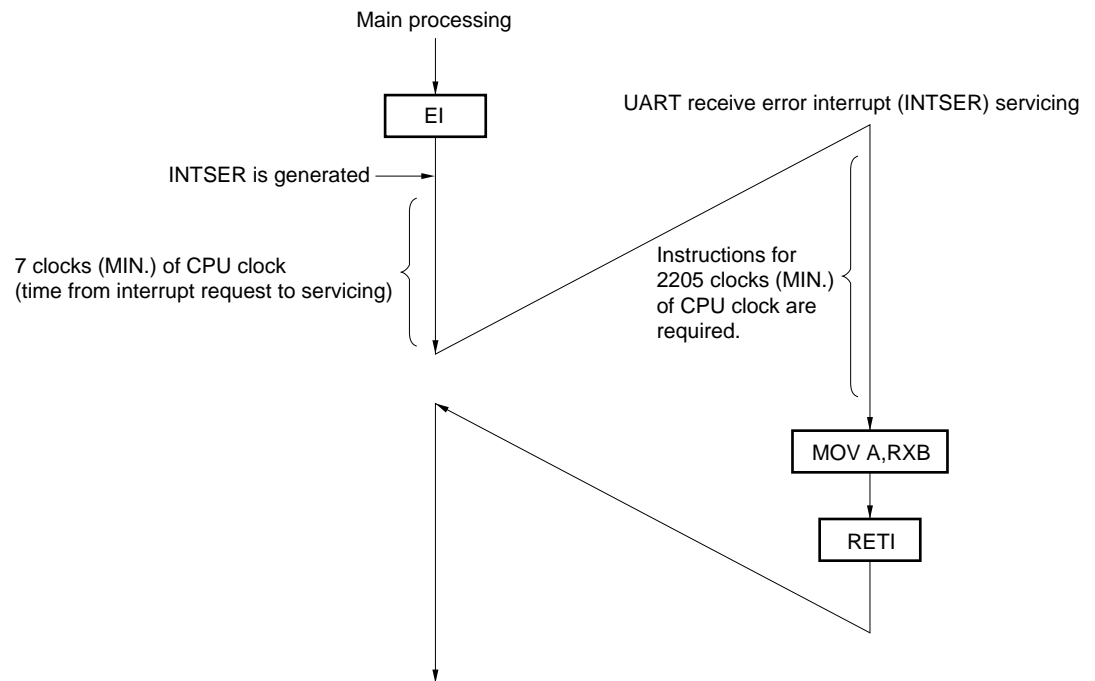 Main processing
EI
UART receive error interrupt (INTSER) servicing
INTSER is generated
7 clocks (MIN.) of CPU clock
(time from interrupt request to servicing)
Instructions for
2205 clocks (MIN.)
of CPU clock are
required.
MOV A,RXB
RETI